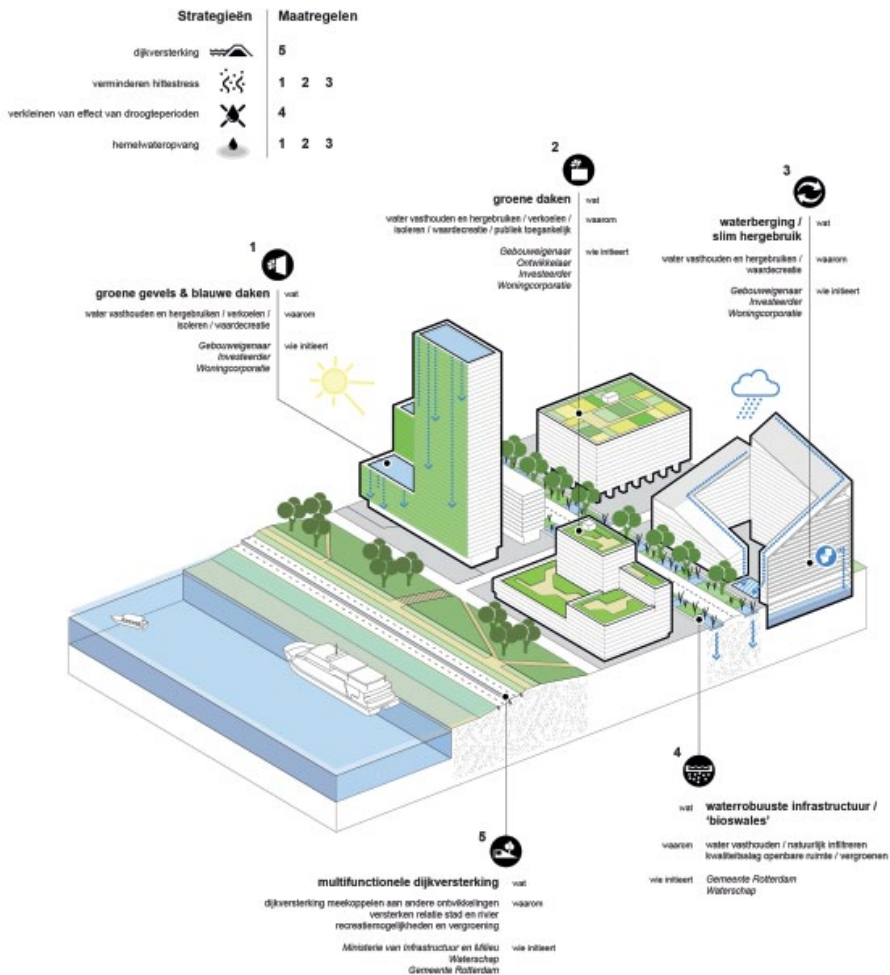 Strategieën Maatregelen
dijkversterking 5
verminderen hittestress 1 2 3
verkleinen van effect van droogteperioden 4
hemelwateropvang 1 2 3
1
groene gevels & blauwe daken wat
water vasthouden en hergebruiken / verkoelen / waarom
isoleren / waardecreatie
Gebouweigenaar wie initieert
Investeerder
Woningcorporatie
2
groene daken wat
water vasthouden en hergebruiken / verkoelen / waarom
isoleren / waardecreatie / publiek toegankelijk
Gebouweigenaar wie initieert
Ontwikkelaar
Investeerder
Woningcorporatie
3
waterberging / wat
slim hergebruik
water vasthouden en hergebruiken / waarom
waardecreatie
Gebouweigenaar wie initieert
Investeerder
Woningcorporatie
4
wat waterrobuuste infrastructuur /
'bioswales'
waarom water vasthouden / natuurlijk infiltreren
kwaliteitsslag openbare ruimte / vergroenen
wie initieert Gemeente Rotterdam
Waterschap
5
multifunctionele dijkversterking wat
dijkversterking meekoppelen aan andere ontwikkelingen waarom
versterken relatie stad en rivier
recreatiemogelijkheden en vergroening
Ministerie van Infrastructuur en Milieu wie initieert
Waterschap
Gemeente Rotterdam